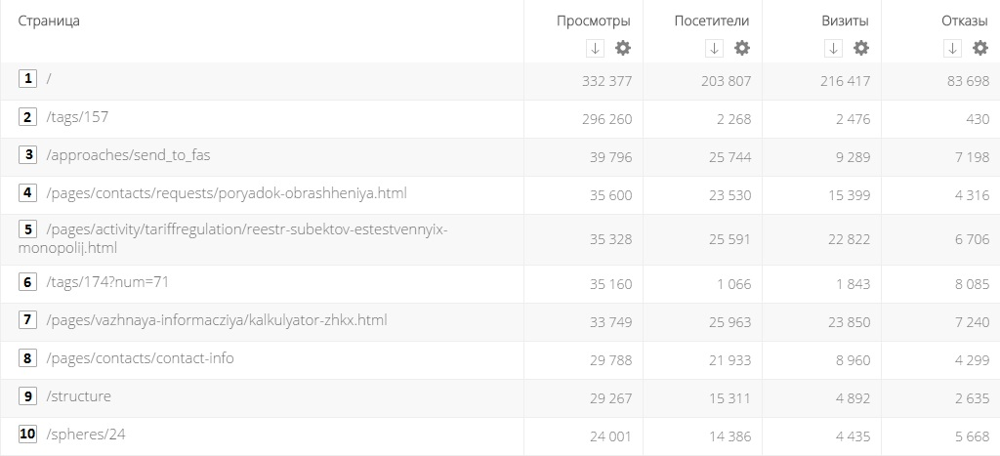 Страница Просмотры Посетители Визиты Отказы
1 / 332 377 203 807 216 417 83 698
2 /tags/157 296 260 2 268 2 476 430
3 /approaches/send_to_fas 39 796 25 744 9 289 7 198
4 /pages/contacts/requests/poryadok-obrashheniya.html 35 600 23 530 15 399 4 316
5 /pages/activity/tariffregulation/reestr-subektov-estestvennyix-
monopolij.html 35 328 25 591 22 822 6 706
6 /tags/174?num=71 35 160 1 066 1 843 8 085
7 /pages/vazhnaya-informacziya/kalkulyator-zhkx.html 33 749 25 963 23 850 7 240
8 /pages/contacts/contact-info 29 788 21 933 8 960 4 299
9 /structure 29 267 15 311 4 892 2 635
10 /spheres/24 24 001 14 386 4 435 5 668